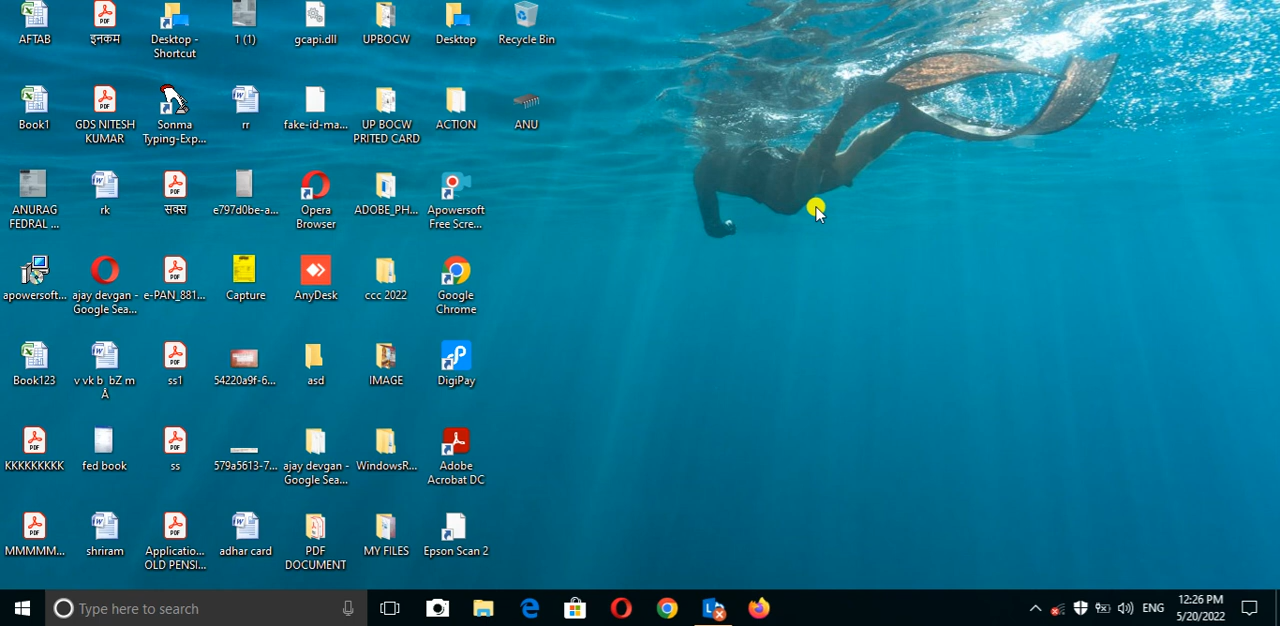 AFTAB
इनकम
Desktop -
Shortcut
1 (1)
gcapi.dll
UPBOCW
Desktop
Recycle Bin
Book1
GDS NITESH
KUMAR
Sonma
Typing-Exp...
rr
fake-id-ma...
UP BOCW
PRITED CARD
ACTION
ANU
ANURAG
FEDRAL ...
rk
सक्स
e797d0be-a...
Opera
Browser
ADOBE_PH...
Apowersoft
Free Scre...
apowersoft...
ajay devgan -
Google Sea...
e-PAN_881...
Capture
AnyDesk
ccc 2022
Google
Chrome
Book123
v vk b_bZ m
Å
ss1
54220a9f-6...
asd
IMAGE
DigiPay
KKKKKKKKK
fed book
ss
579a5613-7...
ajay devgan -
Google Sea...
WindowsR...
Adobe
Acrobat DC
MMMMM...
shriram
Applicatio...
OLD PENSI...
adhar card
PDF
DOCUMENT
MY FILES
Epson Scan 2
Type here to search
ENG
12:26 PM
5/20/2022